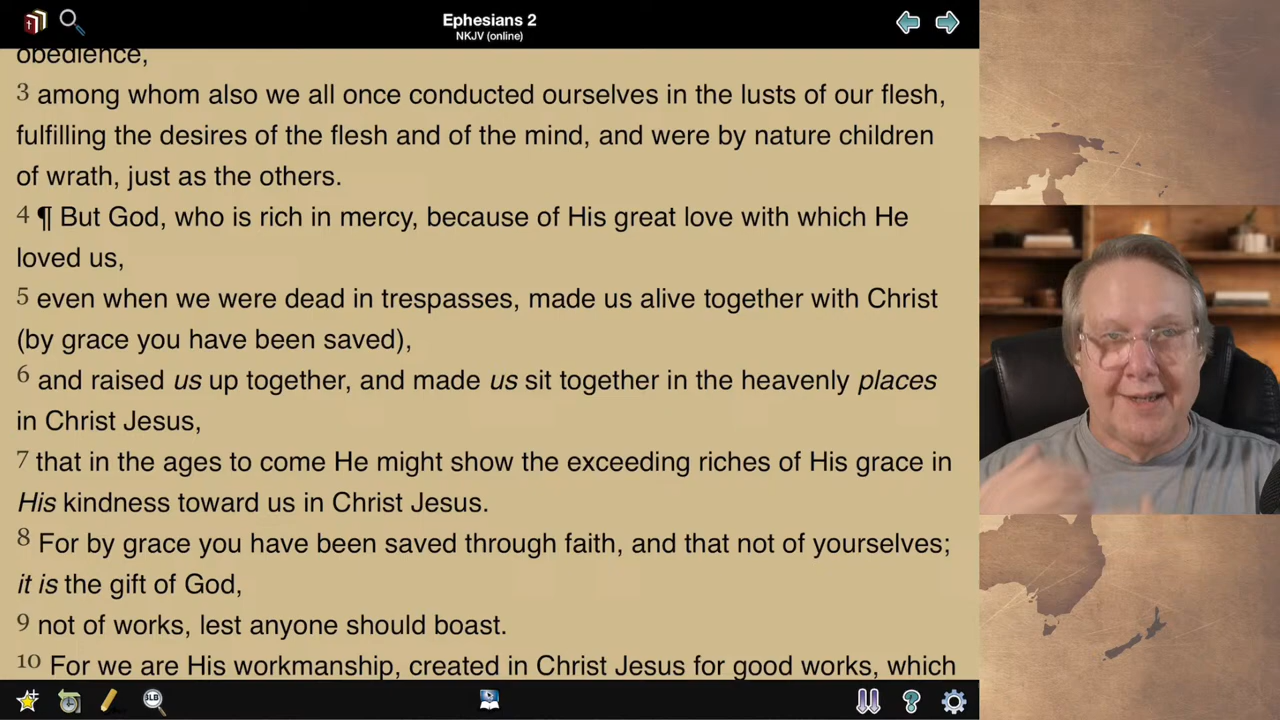 Ephesians 2
NKJV (online)
obedience,
3 among whom also we all once conducted ourselves in the lusts of our flesh,
fulfilling the desires of the flesh and of the mind, and were by nature children
of wrath, just as the others.
4 ¶ But God, who is rich in mercy, because of His great love with which He
loved us,
5 even when we were dead in trespasses, made us alive together with Christ
(by grace you have been saved),
6 and raised us up together, and made us sit together in the heavenly places
in Christ Jesus,
7 that in the ages to come He might show the exceeding riches of His grace in
His kindness toward us in Christ Jesus.
8 For by grace you have been saved through faith, and that not of yourselves;
it is the gift of God,
9 not of works, lest anyone should boast.
10 For we are His workmanship, created in Christ Jesus for good works, which
3LB
?